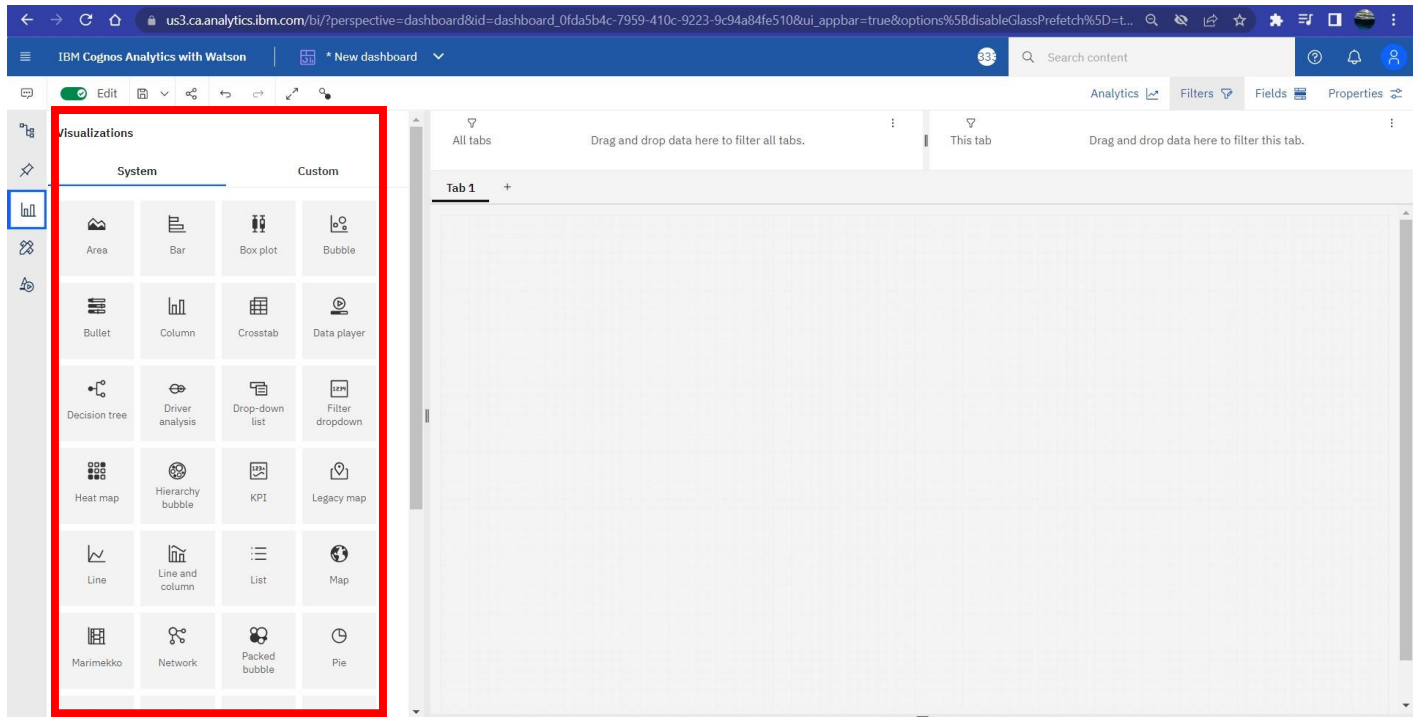 us3.ca.analytics.ibm.com/bi/?perspective=dashboard&id=dashboard_0fda5b4c-7959-410c-9223-9c94a84fe510&ui_appbar=true&options%5BdisableGlassPrefetch%5D=t...
IBM Cognos Analytics with Watson
* New dashboard
Search content
Edit
Analytics
Filters
Fields
Properties
Visualizations
System
Custom
All tabs
Drag and drop data here to filter all tabs.
This tab
Drag and drop data here to filter this tab.
Tab 1
+
Area
Bar
Box plot
Bubble
Bullet
Column
Crosstab
Data player
Decision tree
Driver
analysis
Drop-down
list
1234
Filter
dropdown
Heat map
Hierarchy
bubble
KPI
Legacy map
Line
Line and
column
List
Map
Marimekko
Network
Packed
bubble
Pie